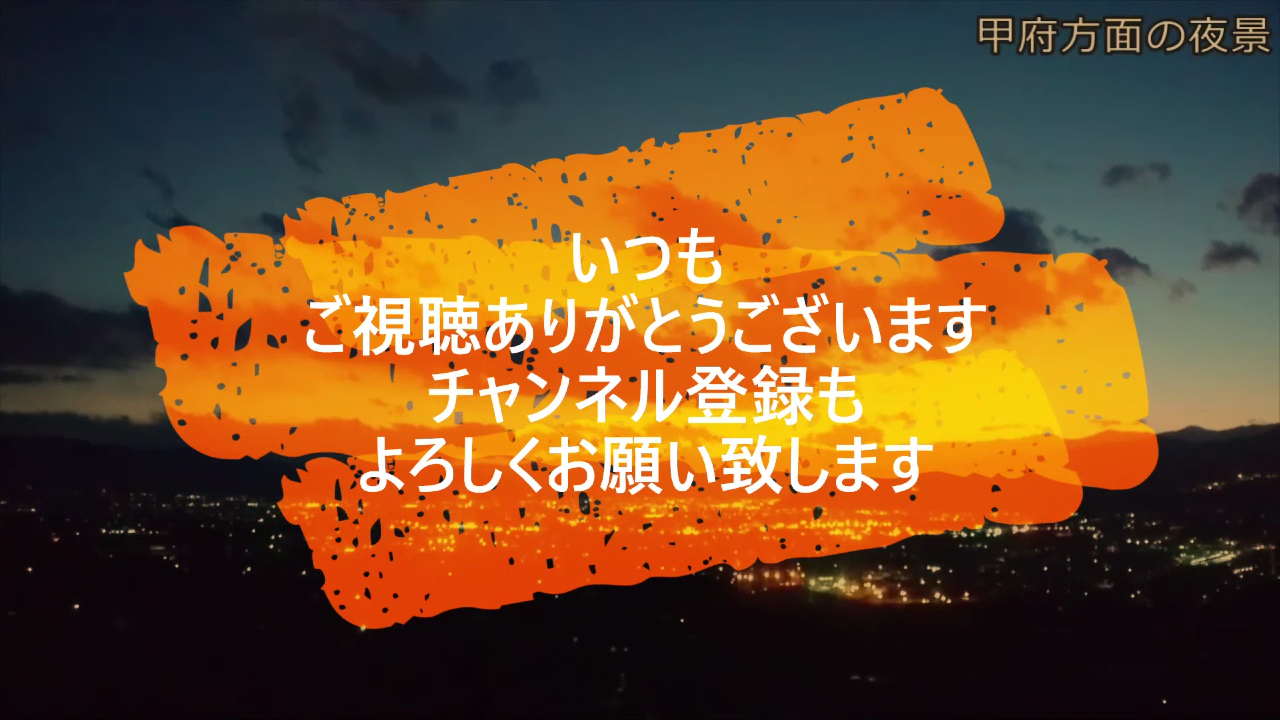 甲府方面の夜景
いつも
ご視聴ありがとうございます
チャンネル登録も
よろしくお願い致します